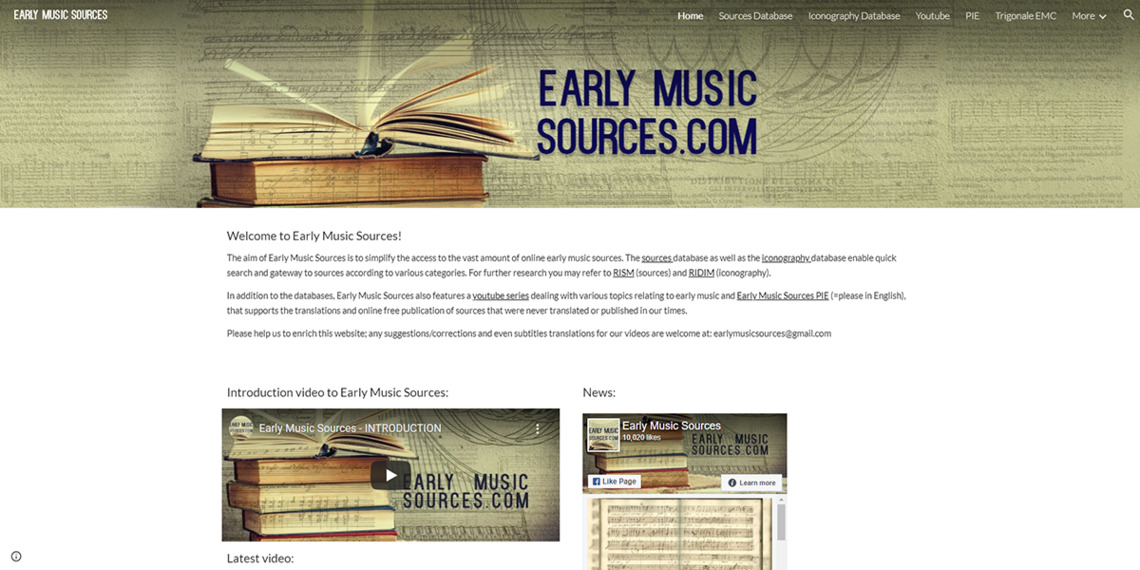 EARLY MUSIC SOURCES
Home Sources Database Iconography Database Youtube PIE Trigonale EMC More
EARLY MUSIC
SOURCES.COM
Welcome to Early Music Sources!
The aim of Early Music Sources is to simplify the access to the vast amount of online early music sources. The sources database as well as the iconography database enable quick
search and gateway to sources according to various categories. For further research you may refer to RISM (sources) and RIDIM (iconography).
In addition to the databases, Early Music Sources also features a youtube series dealing with various topics relating to early music and Early Music Sources PIE (=please in English),
that supports the translations and online free publication of sources that were never translated or published in our times.
Please help us to enrich this website; any suggestions/corrections and even subtitles translations for our videos are welcome at: earlymusicsources@gmail.com
Introduction video to Early Music Sources:
News:
EARLY MUSIC
SOURCES.COM
Early Music Sources - INTRODUCTION
EARLY MUSIC
SOURCES.COM
EARLY MUSIC
SOURCES.COM
Early Music Sources
10,020 likes
EARLY MUSIC
SOURCES.COM
Like Page
Learn more
Latest video: